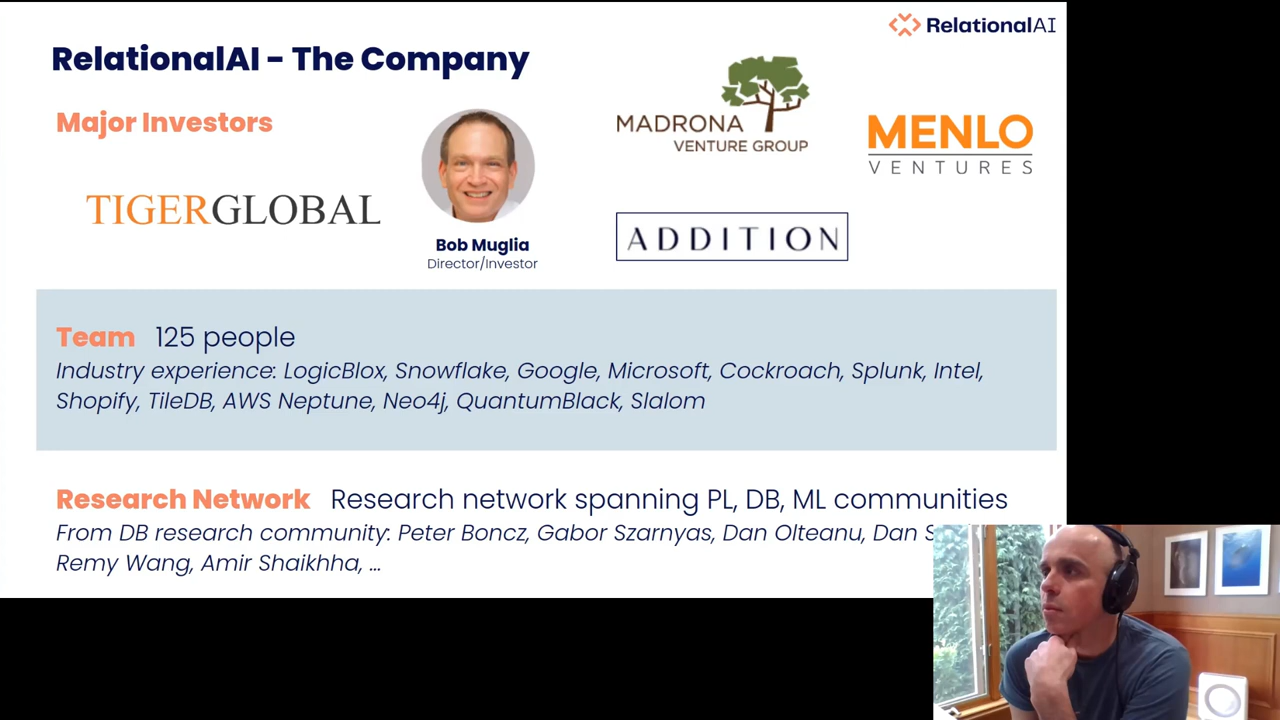 RelationalAI
RelationalAI - The Company
Major Investors
MADRONA
VENTURE GROUP
MENLO
VENTURES
TIGERGLOBAL
ADDITION
Bob Muglia
Director/Investor
Team 125 people
Industry experience: LogicBlox, Snowflake, Google, Microsoft, Cockroach, Splunk, Intel,
Shopify, TileDB, AWS Neptune, Neo4j, QuantumBlack, Slalom
Research Network Research network spanning PL, DB, ML communities
From DB research community: Peter Boncz, Gabor Szarnyas, Dan Olteanu, Dan
Remy Wang, Amir Shaikhha, ...